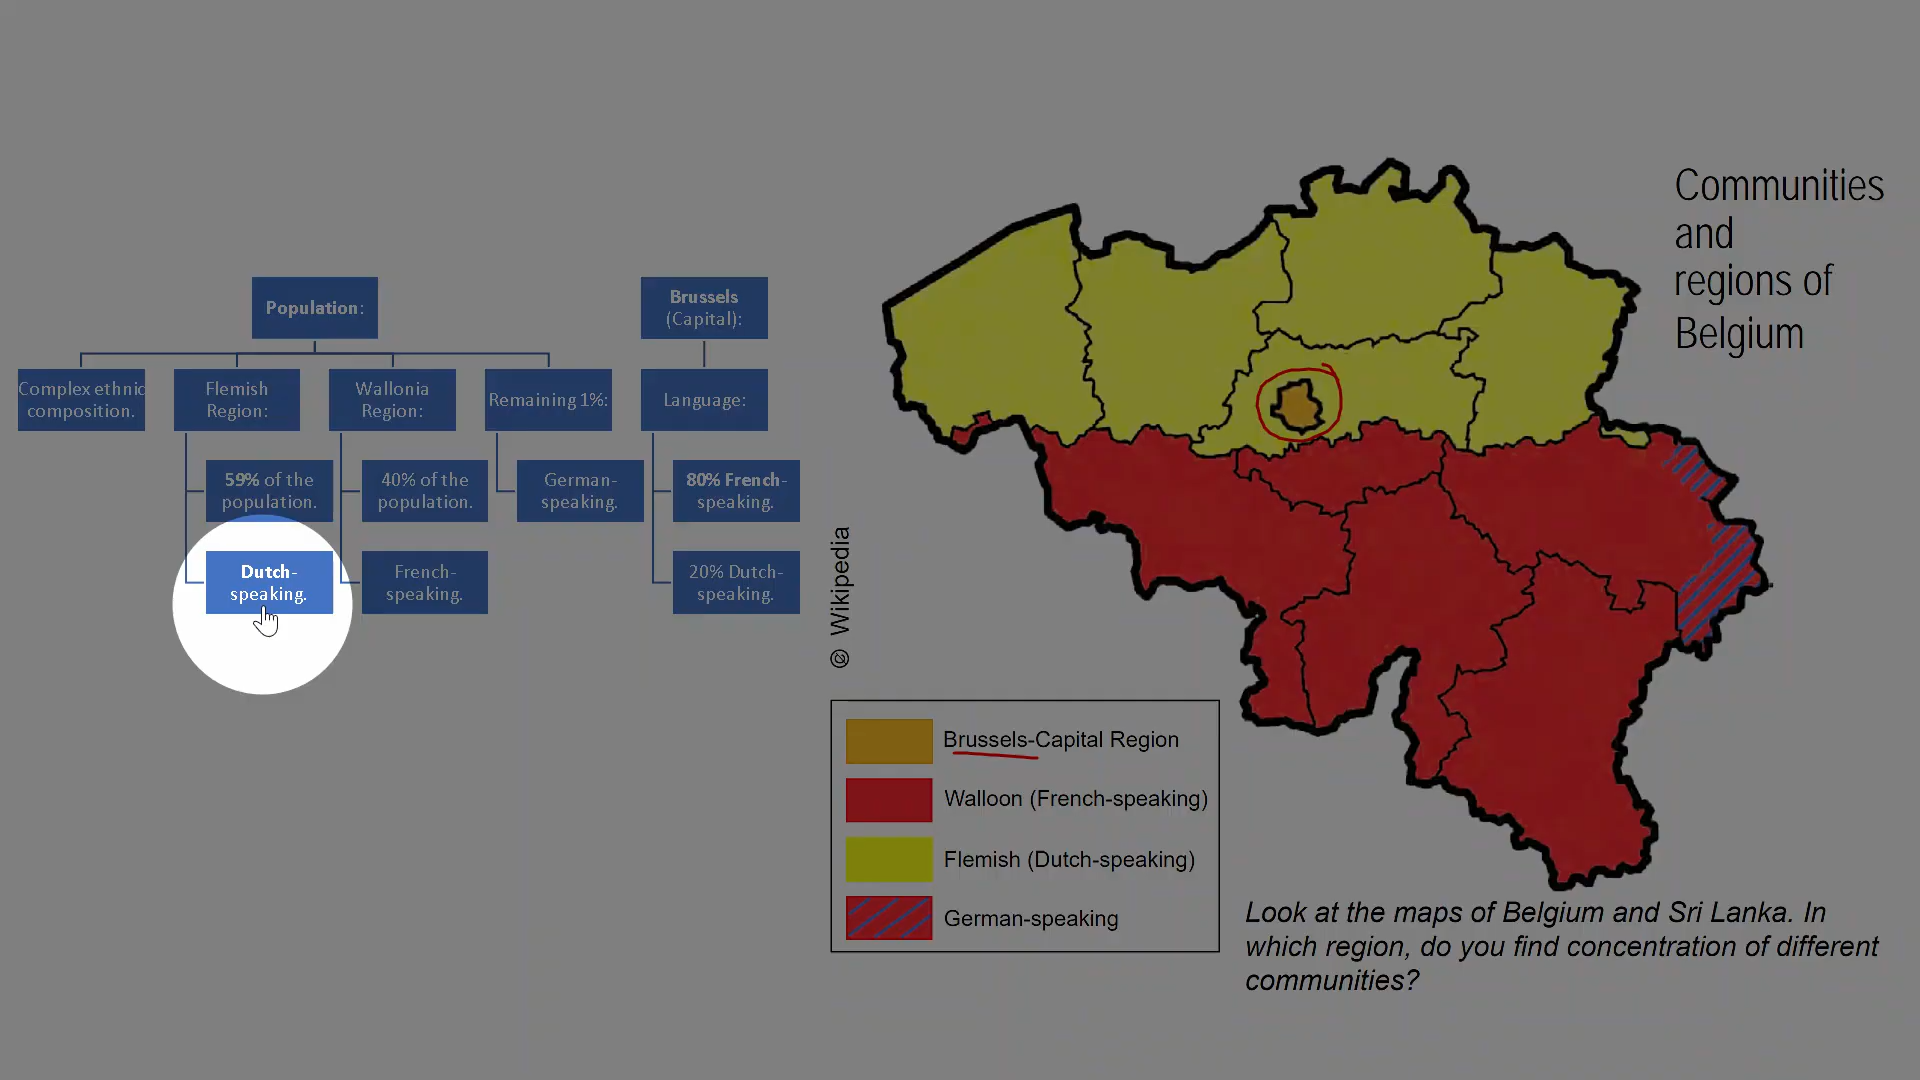 Population:
Complex ethnic
composition.
Flemish
Region:
59% of the
population.
Dutch-
speaking.
Wallonia
Region:
40% of the
population.
French-
speaking.
Remaining 1%:
German-
speaking.
Brussels
(Capital):
Language:
80% French-
speaking.
20% Dutch-
speaking.
Communities
and
regions of
Belgium
© Wikipedia
Brussels-Capital Region
Walloon (French-speaking)
Flemish (Dutch-speaking)
German-speaking
Look at the maps of Belgium and Sri Lanka. In
which region, do you find concentration of different
communities?